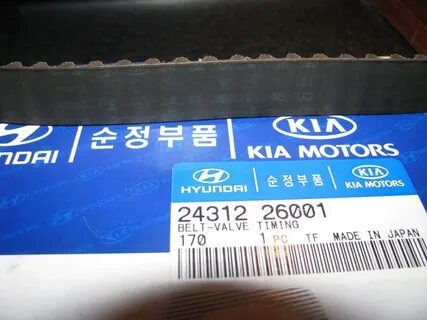 HYUNDAI 순정부품 KIA
KIA MOTORS
HYUNDAI 순정부품 KIA MOTORS
24312 26001
BELT-VALVE TIMING
170 1 PC TF MADE IN JAPAN